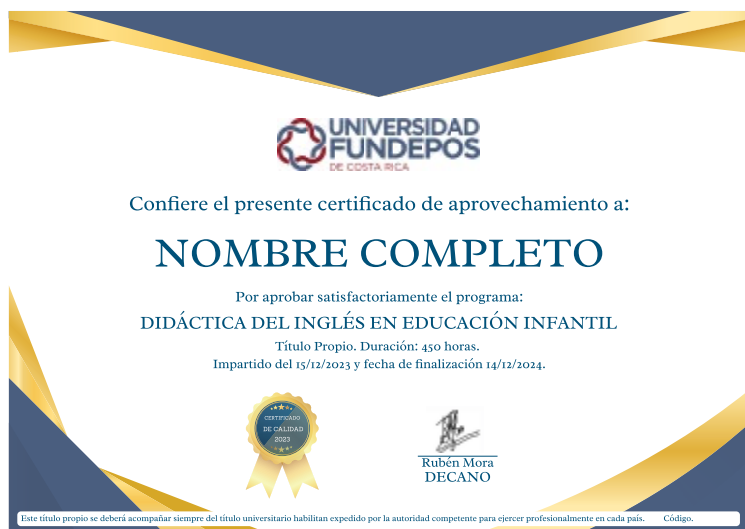 UNIVERSIDAD
FUNDEPOS
DE COSTA RICA
Confiere el presente certificado de aprovechamiento a:
NOMBRE COMPLETO
Por aprobar satisfactoriamente el programa:
DIDÁCTICA DEL INGLÉS EN EDUCACIÓN INFANTIL
Título Propio. Duración: 450 horas.
Impartido del 15/12/2023 y fecha de finalización 14/12/2024.
CERTIFICADO
DE CALIDAD
2023
Rubén Mora
DECANO
Este título propio se deberá acompañar siempre del título universitario habilitan expedido por la autoridad competente para ejercer profesionalmente en cada país. Código.